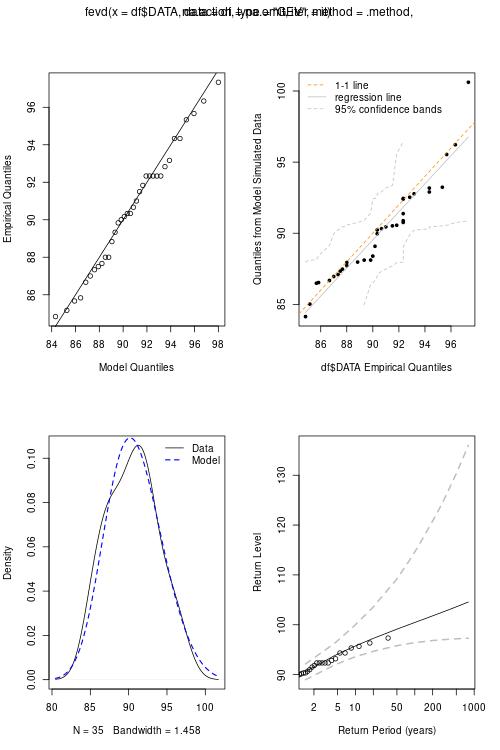 fevd(x = df$DATA,
method = .method,
96
94
92
90
88
86
Empirical Quantiles
84 86 88 90 92 94 96 98
Model Quantiles
1-1 line
regression line
95% confidence bands
100
95
90
85
Quantiles from Model Simulated Data
86 88 90 92 94 96
df$DATA Empirical Quantiles
Data
Model
0.10
0.08
0.06
0.04
0.02
0.00
Density
80 85 90 95 100
N = 35 Bandwidth = 1.458
130
120
110
100
90
Return Level
2 5 10 50 200 1000
Return Period (years)